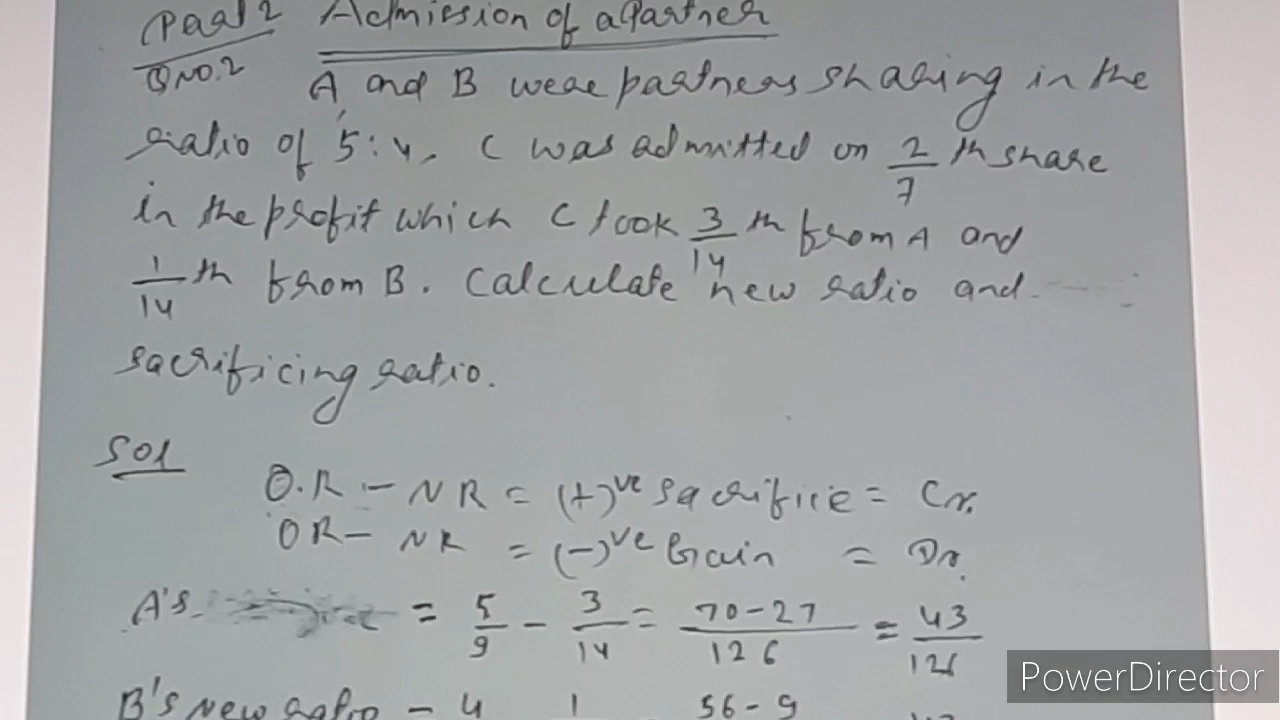 Part 2 Admission of a Partner
Q NO.2 A and B were partners sharing in the
ratio of 5:4. C was admitted on 2/7 th share
in the profit which C took 3/14 th from A and
1/14 th from B. Calculate new ratio and
sacrificing ratio.
Sol
O.R - NR = (+)ve Sacrifice = Cr.
OR - NR = (-)ve Gain = Dr.
A's = 5/9 - 3/14 = 70-27/126 = 43/126
B's new ratio - 4 1 56-9
PowerDirector